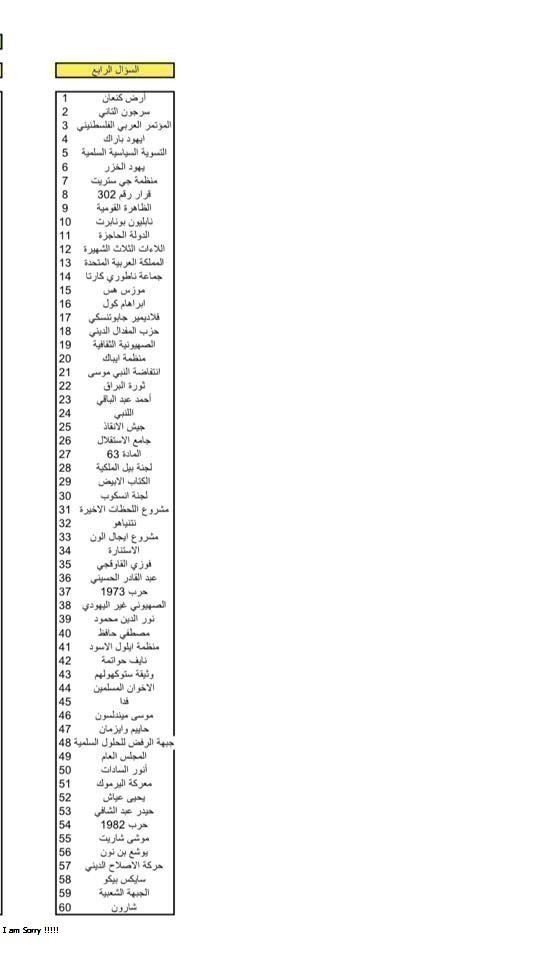 السؤال الرابع
1 أرض كنعان
2 سرجون الثاني
3 المؤتمر العربي الفلسطيني
4 ايهود باراك
5 التسوية السياسية السلمية
6 يهود الخزر
7 منظمة جي ستريت
8 قرار رقم 302
9 الظاهرة القومية
10 نابليون بونابرت
11 الدولة الحاجزة
12 اللاءات الثلاث الشهيرة
13 المملكة العربية المتحدة
14 جماعة ناطوري كارتا
15 موزس هس
16 ابراهام كول
17 فلاديمير جابوتنسكي
18 حزب المفدال الديني
19 الصهيونية الثقافية
20 منظمة ايباك
21 انتفاضة النبي موسى
22 ثورة البراق
23 أحمد عبد الباقي
24 اللنبي
25 جيش الانقاذ
26 جامع الاستقلال
27 المادة 63
28 لجنة بيل الملكية
29 الكتاب الابيض
30 لجنة انسكوب
31 مشروع اللحظات الاخيرة
32 نتنياهو
33 مشروع ايجال الون
34 الاستنارة
35 فوزي القاوقجي
36 عبد القادر الحسيني
37 حرب 1973
38 الصهيوني غير اليهودي
39 نور الدين محمود
40 مصطفى حافظ
41 منظمة ايلول الاسود
42 نايف حواتمة
43 وثيقة ستوكهولهم
44 الاخوان المسلمين
45 فدا
46 موسى ميندلسون
47 حاييم وايزمان
48 جبهة الرفض للحلول السلمية
49 المجلس العام
50 أنور السادات
51 معركة اليرموك
52 يحيى عياش
53 حيدر عبد الشافي
54 حرب 1982
55 موشى شاريت
56 يوشع بن نون
57 حركة الاصلاح الديني
58 سايكس بيكو
59 الجبهة الشعبية
60 شارون
I am Sorry !!!!!